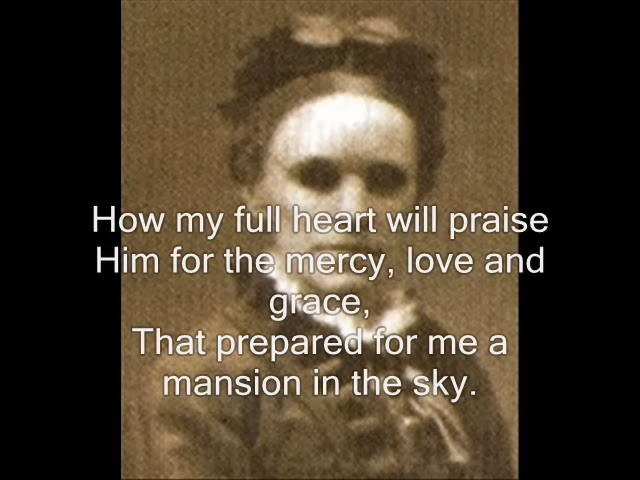 How my full heart will praise
Him for the mercy, love and
grace,
That prepared for me a
mansion in the sky.